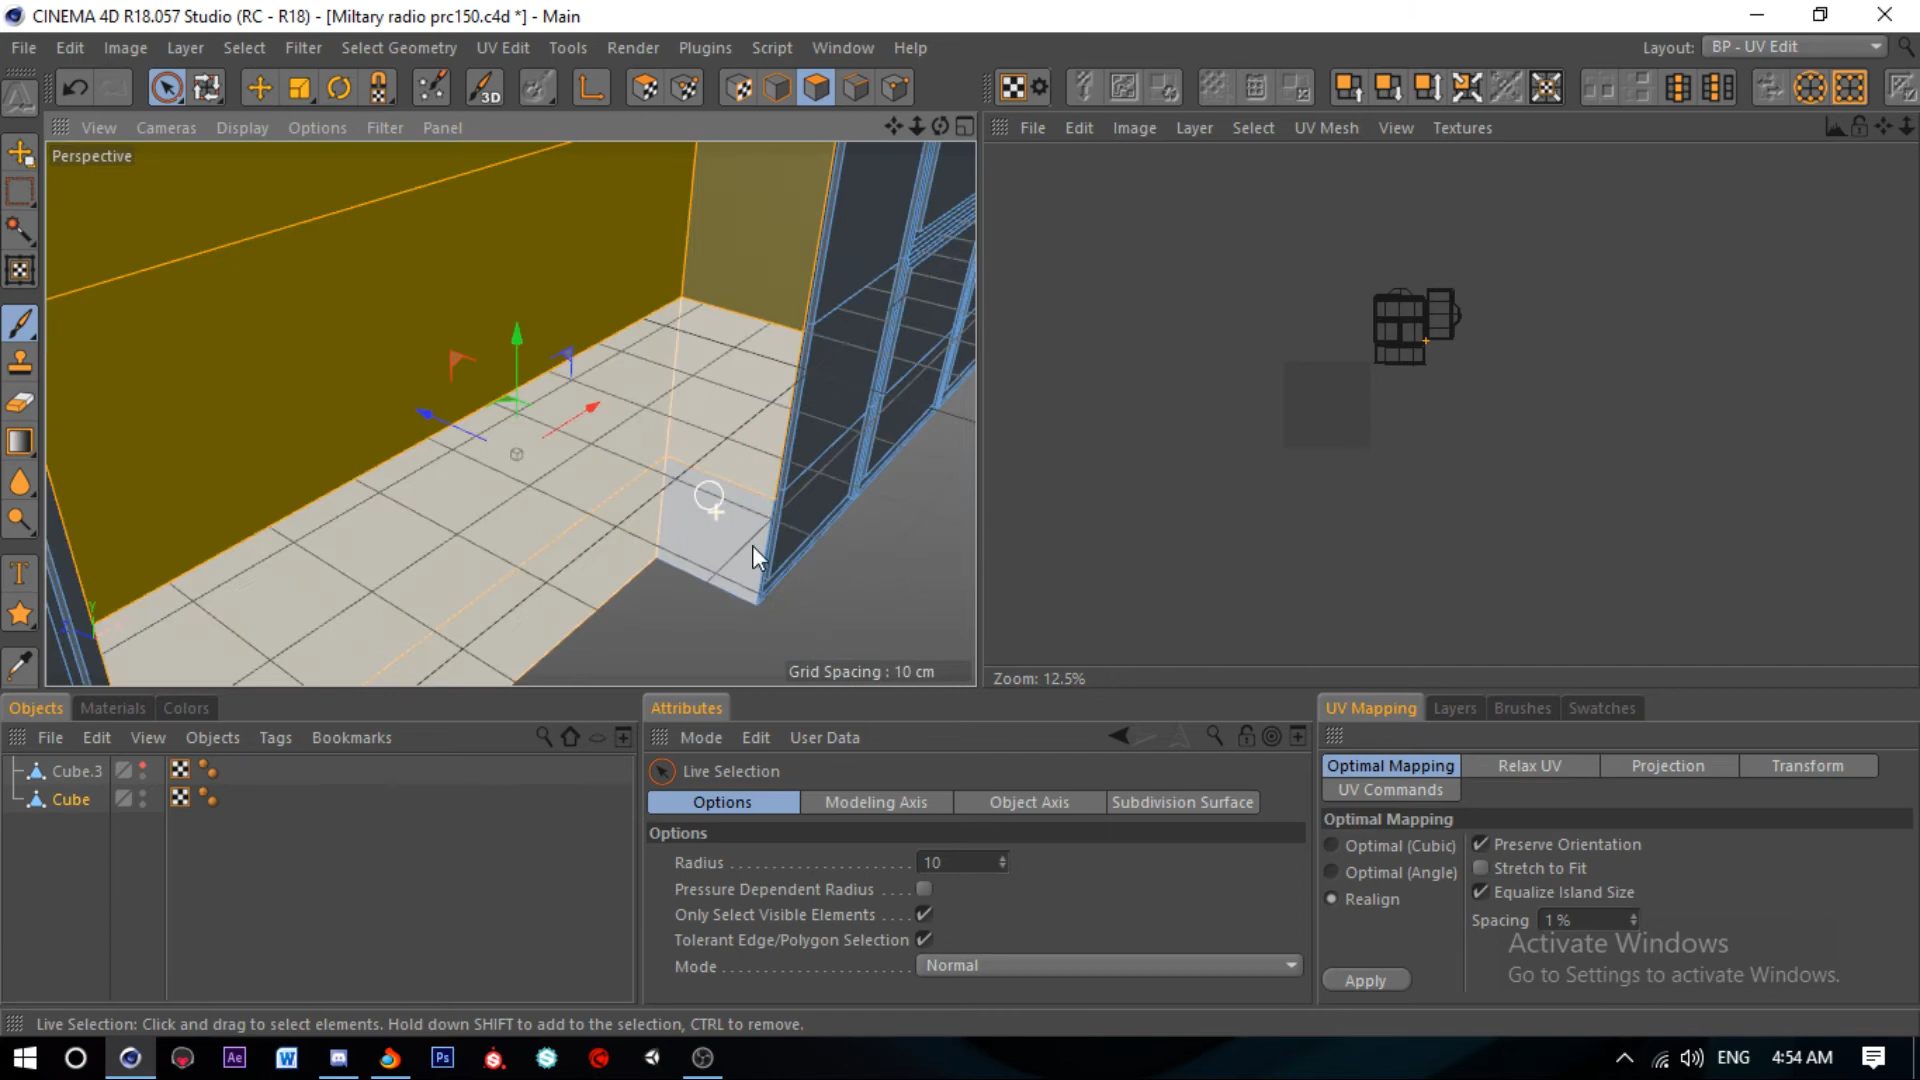 CINEMA 4D R18.057 Studio (RC - R18) - [Miltary radio prc150.c4d *] - Main
File Edit Image Layer Select Filter Select Geometry UV Edit Tools Render Plugins Script Window Help Layout: BP - UV Edit
3D
View Cameras Display Options Filter Panel
File Edit Image Layer Select UV Mesh View Textures
Perspective
Y
Grid Spacing : 10 cm
Zoom: 12.5%
Objects Materials Colors
Attributes
UV Mapping Layers Brushes Swatches
File Edit View Objects Tags Bookmarks
Mode Edit User Data
Cube.3
Cube
Live Selection
Options Modeling Axis Object Axis Subdivision Surface
Options
Radius 10
Pressure Dependent Radius
Only Select Visible Elements
Tolerant Edge/Polygon Selection
Mode Normal
Optimal Mapping Relax UV Projection Transform
UV Commands
Optimal Mapping
Optimal (Cubic) Preserve Orientation
Optimal (Angle) Stretch to Fit
Realign Equalize Island Size
Spacing 1 %
Apply
Activate Windows
Go to Settings to activate Windows.
Live Selection: Click and drag to select elements. Hold down SHIFT to add to the selection, CTRL to remove.
Ae W Ps ENG 4:54 AM